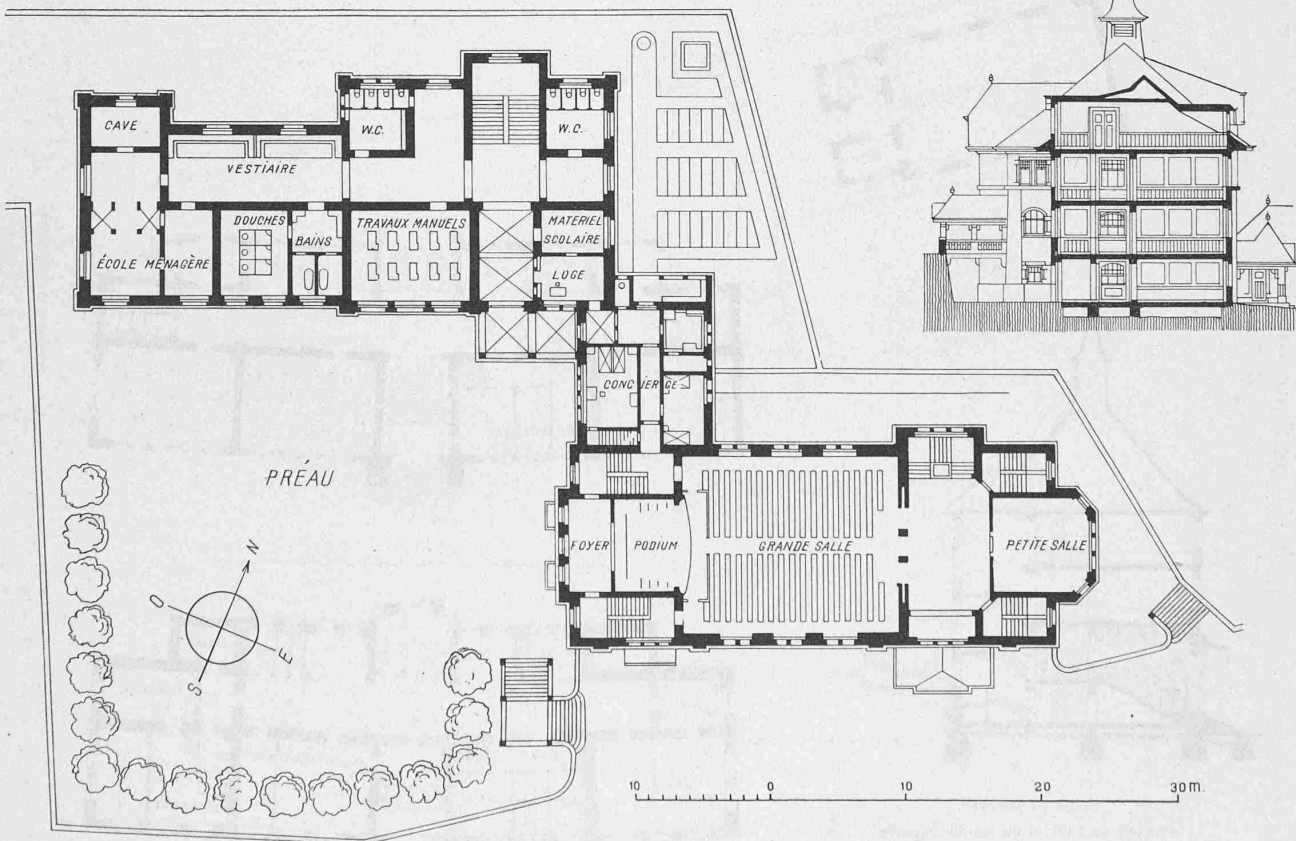 CAVE
W.C.
W.C.
VESTIAIRE
DOUCHES
BAINS
TRAVAUX MANUELS
MATERIEL
SCOLAIRE
ÉCOLE MÉNAGÈRE
LOGE
CONCIERGE
PREAU
FOYER
PODIUM
GRANDE SALLE
PETITE SALLE
N
O
E
S
10 0 10 20 30 m.